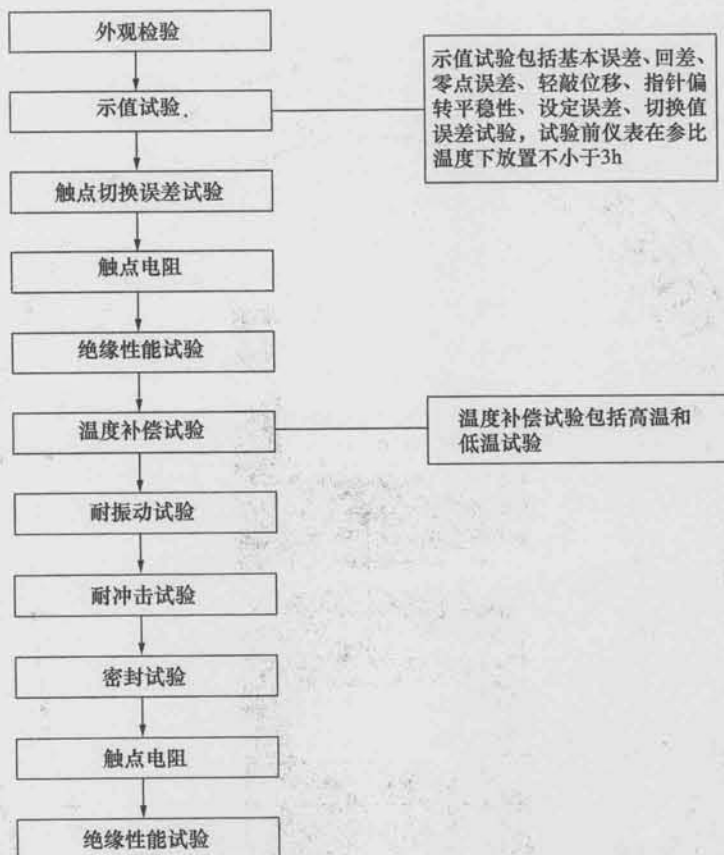 外观检验
示值试验
示值试验包括基本误差、回差、
零点误差、轻敲位移、指针偏
转平稳性、设定误差、切换值
误差试验，试验前仪表在参比
温度下放置不小于3h
触点切换误差试验
触点电阻
绝缘性能试验
温度补偿试验
温度补偿试验包括高温和
低温试验
耐振动试验
耐冲击试验
密封试验
触点电阻
绝缘性能试验